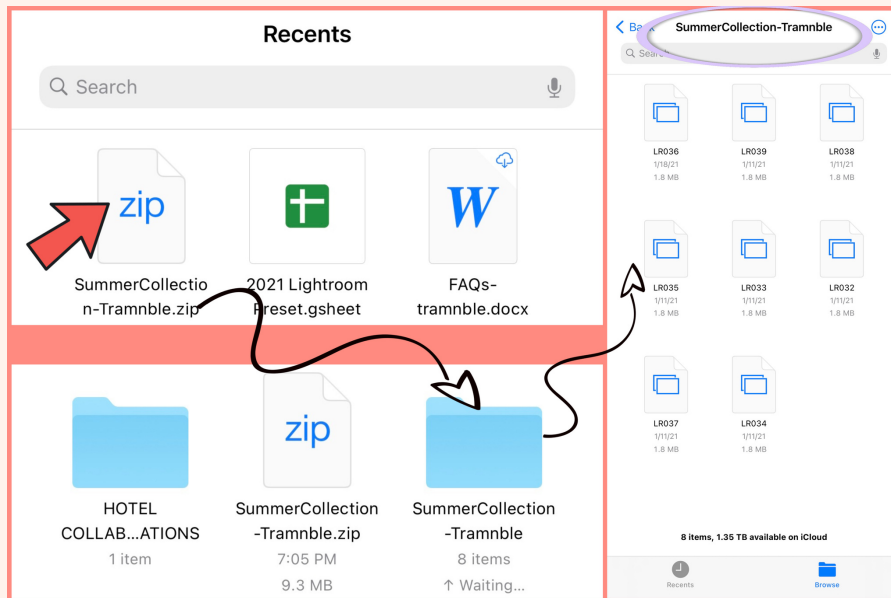 Recents
Search
zip
W
SummerCollectio
n-Tramnble.zip
2021 Lightroom
Preset.gsheet
FAQs-
tramnble.docx
HOTEL
COLLAB...ATIONS
1 item
zip
SummerCollection
-Tramnble.zip
7:05 PM
9.3 MB
SummerCollection
-Tramnble
8 items
↑ Waiting...
SummerCollection-Tramnble
Search
LR036
1/18/21
1.8 MB
LR039
1/11/21
1.8 MB
LR038
1/11/21
1.8 MB
LR035
1/11/21
1.8 MB
LR033
1/11/21
1.8 MB
LR032
1/11/21
1.8 MB
LR037
1/11/21
1.8 MB
LR034
1/11/21
1.8 MB
8 items, 1.35 TB available on iCloud
Recents
Browse